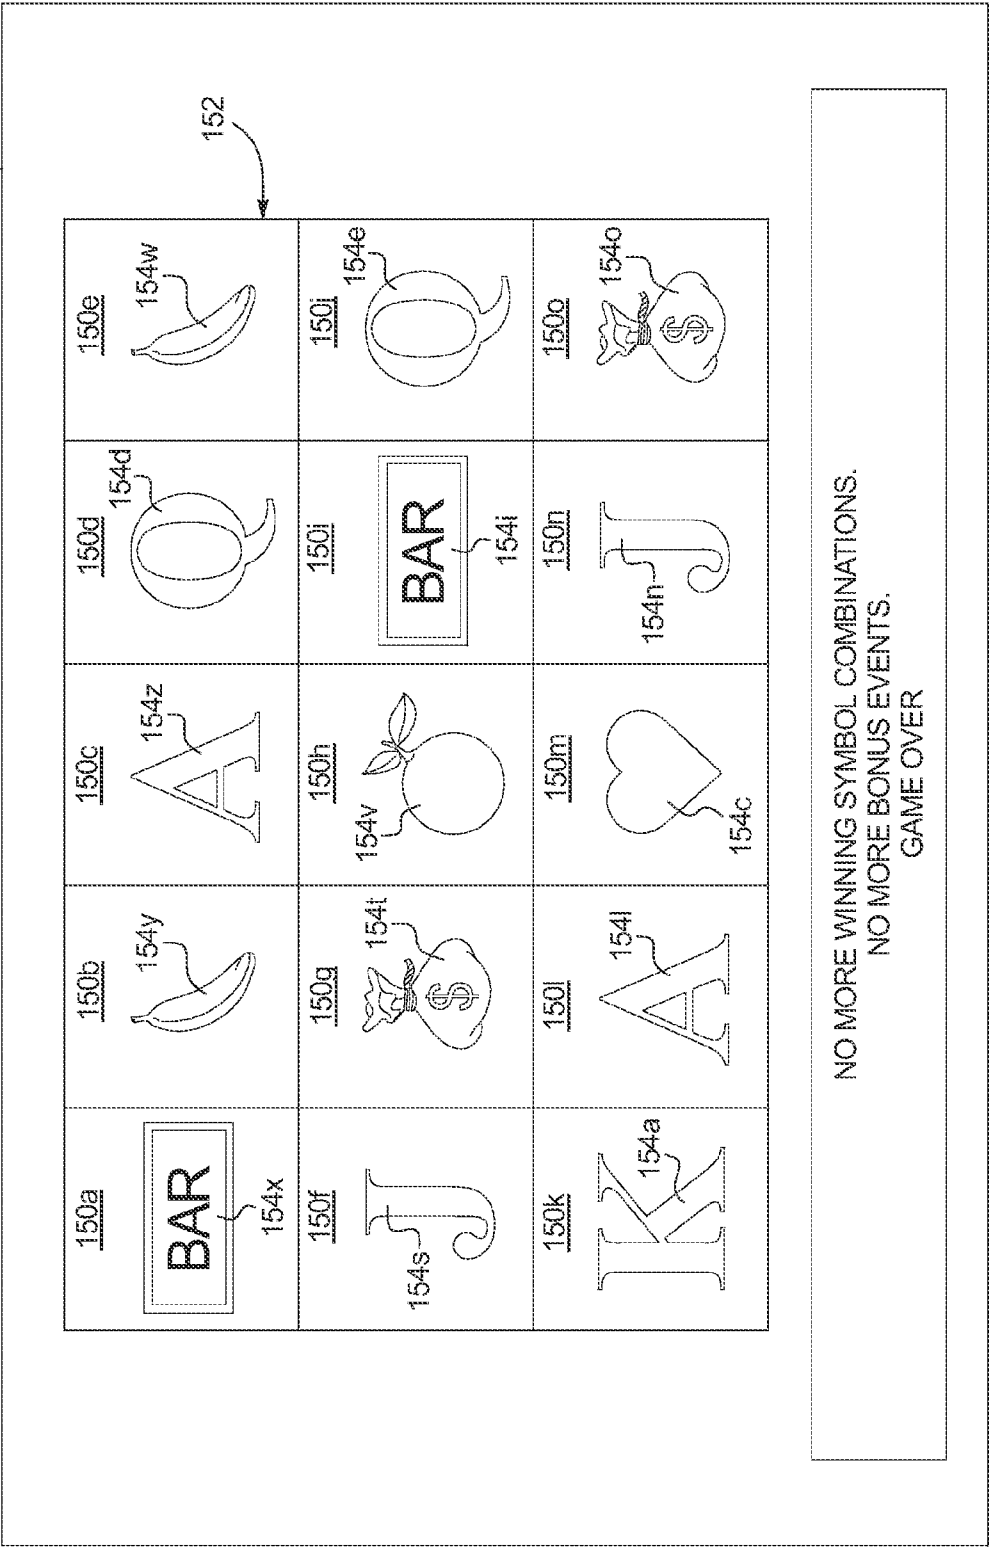 152
150a
BAR
154x
150b
154y
150c
154z
A
150d
154d
Q
150e
154w
150f
J
154s
150g
154t
$
150h
154v
150i
BAR
154i
150j
154e
Q
150k
154a
K
150l
154l
A
150m
154c
150n
J
154n
150o
154o
$
NO MORE WINNING SYMBOL COMBINATIONS.
NO MORE BONUS EVENTS.
GAME OVER